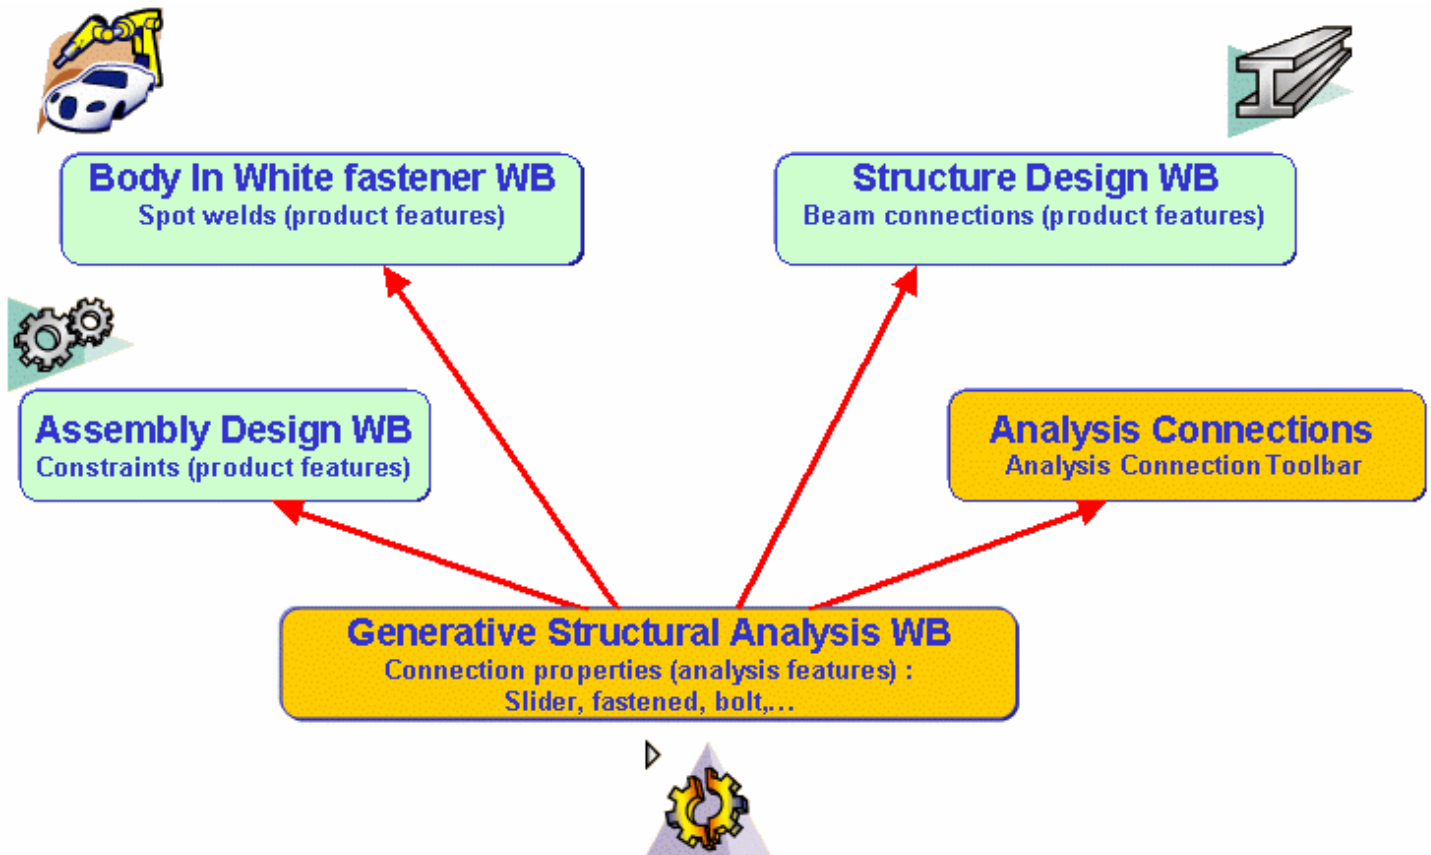 Body In White fastener WB
Spot welds (product features)
Structure Design WB
Beam connections (product features)
Assembly Design WB
Constraints (product features)
Analysis Connections
Analysis Connection Toolbar
Generative Structural Analysis WB
Connection properties (analysis features) :
Slider, fastened, bolt,...